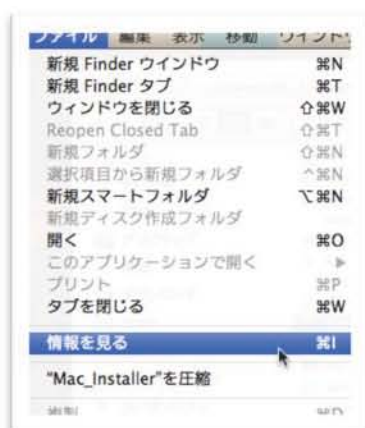 ファイル 編集 表示 移動 ウインドウ
新規 Finder ウインドウ ⌘N
新規 Finder タブ ⌘T
ウィンドウを閉じる ⇧⌘W
Reopen Closed Tab ⇧⌘T
新規フォルダ ⇧⌘N
選択項目から新規フォルダ ^⌘N
新規スマートフォルダ ⌥⌘N
新規ディスク作成フォルダ
開く ⌘O
このアプリケーションで開く ▶
プリント ⌘P
タブを閉じる ⌘W
情報を見る ⌘I
"Mac_Installer"を圧縮
複製 ⌘D